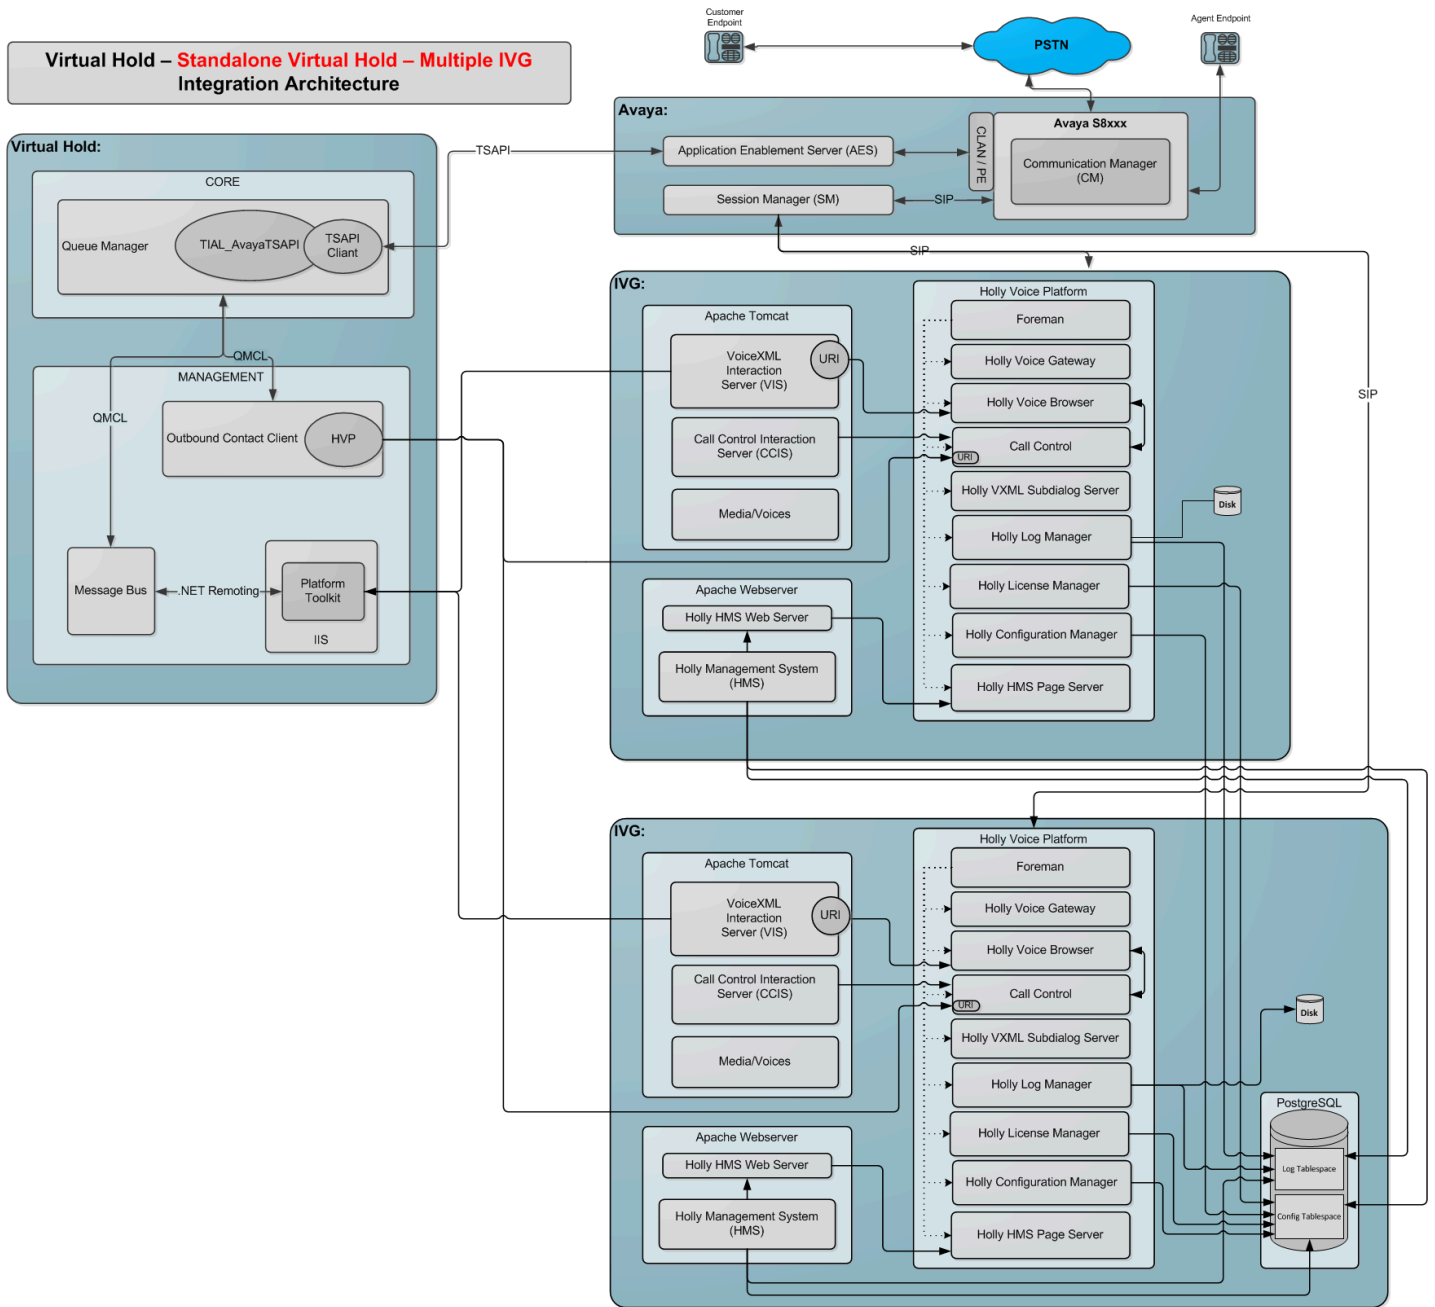 Customer
Endpoint
Agent Endpoint
PSTN
Virtual Hold – Standalone Virtual Hold – Multiple IVG
Integration Architecture
Avaya:
Application Enablement Server (AES)
Session Manager (SM)
SIP
CLAN / PE
Avaya S8xxx
Communication Manager
(CM)
TSAPI
Virtual Hold:
CORE
Queue Manager
TIAL_AvayaTSAPI
TSAPI
Client
QMCL
QMCL
MANAGEMENT
Outbound Contact Client
HVP
Message Bus
.NET Remoting
Platform
Toolkit
IIS
SIP
SIP
IVG:
Apache Tomcat
VoiceXML
Interaction
Server (VIS)
URI
Call Control Interaction
Server (CCIS)
Media/Voices
Apache Webserver
Holly HMS Web Server
Holly Management System
(HMS)
Holly Voice Platform
Foreman
Holly Voice Gateway
Holly Voice Browser
Call Control
URI
Holly VXML Subdialog Server
Holly Log Manager
Holly License Manager
Holly Configuration Manager
Holly HMS Page Server
Disk
IVG:
Apache Tomcat
VoiceXML
Interaction
Server (VIS)
URI
Call Control Interaction
Server (CCIS)
Media/Voices
Apache Webserver
Holly HMS Web Server
Holly Management System
(HMS)
Holly Voice Platform
Foreman
Holly Voice Gateway
Holly Voice Browser
Call Control
URI
Holly VXML Subdialog Server
Holly Log Manager
Holly License Manager
Holly Configuration Manager
Holly HMS Page Server
Disk
PostgreSQL
Log Tablespace
Config Tablespace